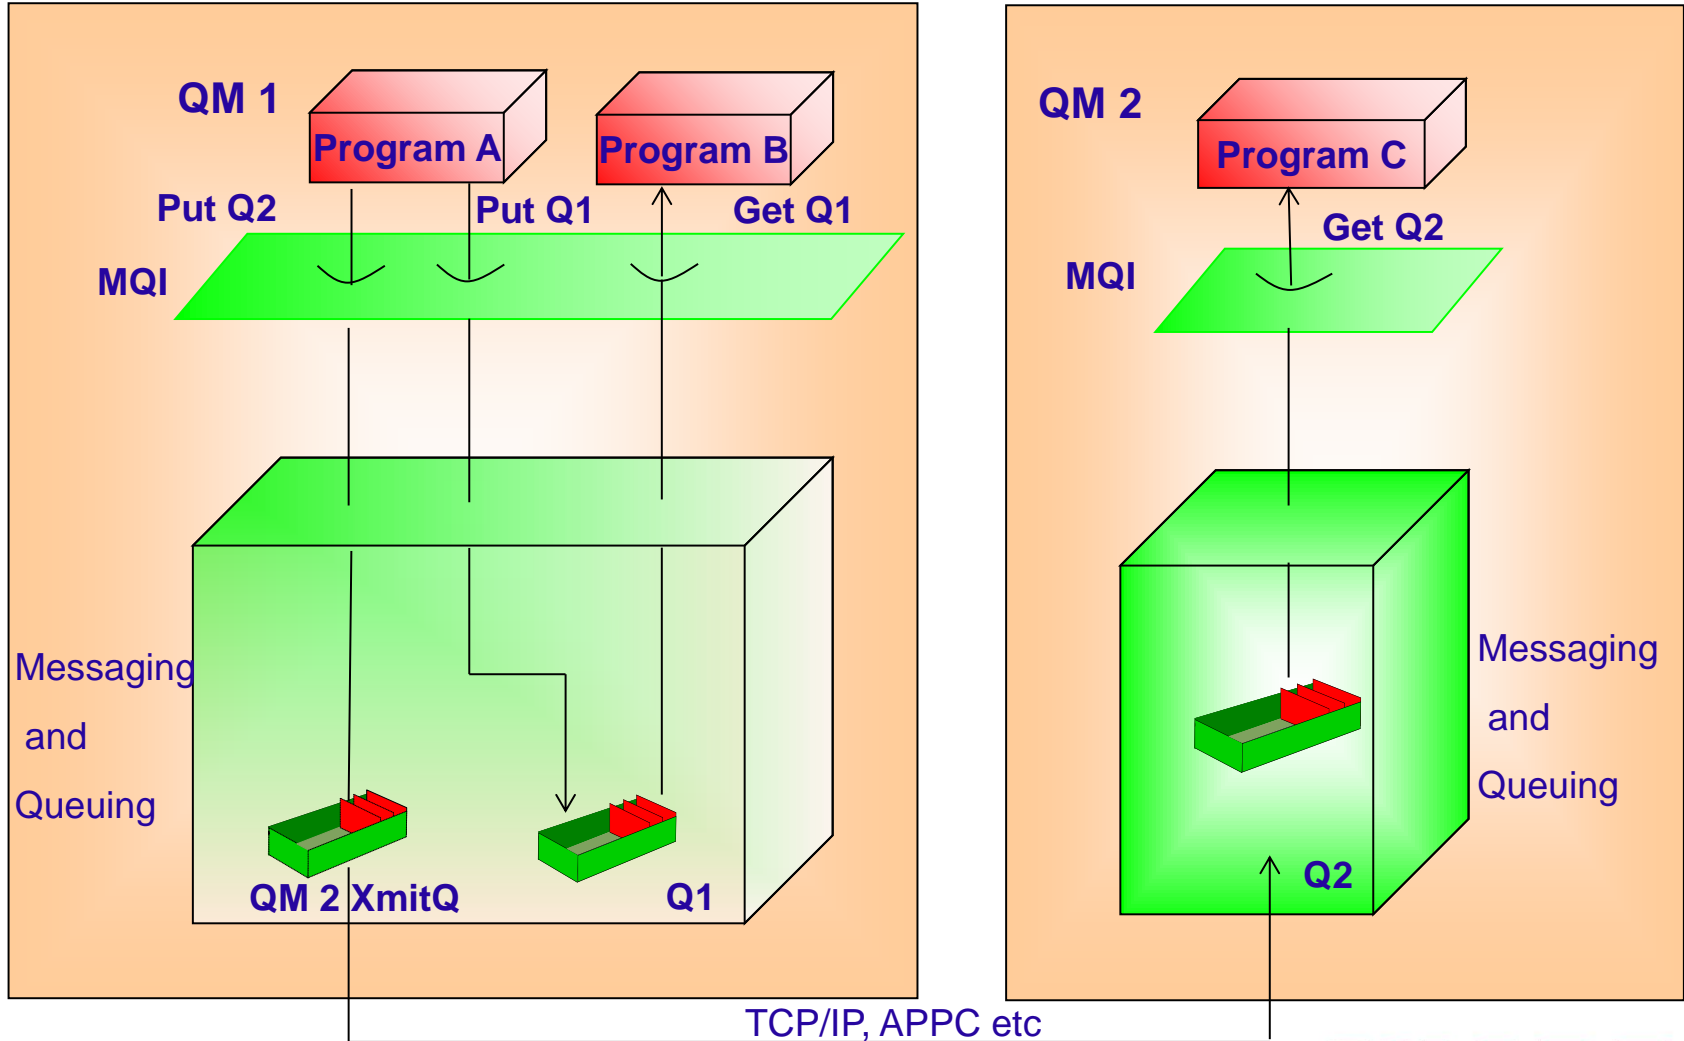 QM 1
Program A
Program B
Put Q2
Put Q1
Get Q1
MQI
Messaging
and
Queuing
QM 2 XmitQ
Q1
QM 2
Program C
Get Q2
MQI
Messaging
and
Queuing
Q2
TCP/IP, APPC etc